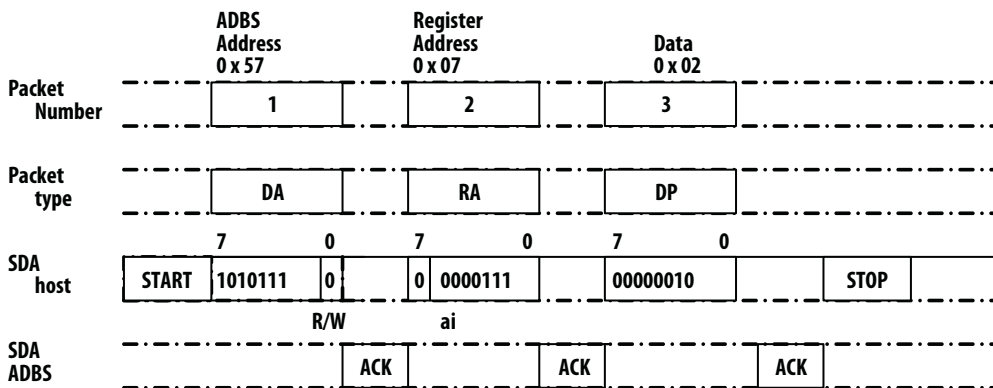 ADBS Address 0 x 57
Register Address 0 x 07
Data 0 x 02
Packet Number
1 2 3
Packet type
DA RA DP
7 0 7 0 7 0
SDA host
START 1010111 0 0 0000111 00000010 STOP
R/W ai
SDA ADBS
ACK ACK ACK